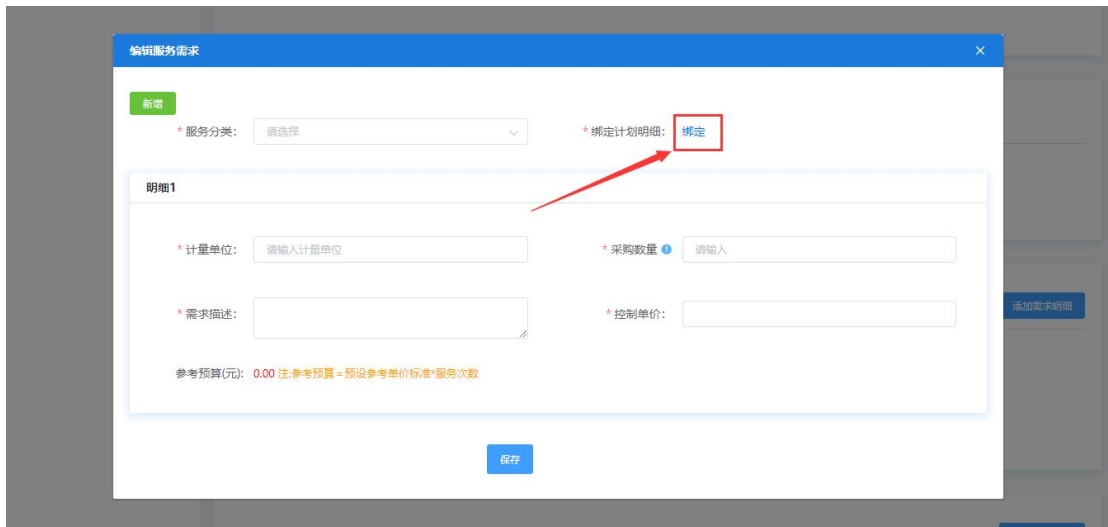 编辑服务需求
新增
* 服务分类： 请选择 * 绑定计划明细： 绑定
明细1
* 计量单位： 请输入计量单位 * 采购数量 请输入
添加需求明细
* 需求描述： * 控制单价：
参考预算(元)： 0.00 注:参考预算=预设参考单价标准*服务次数
保存